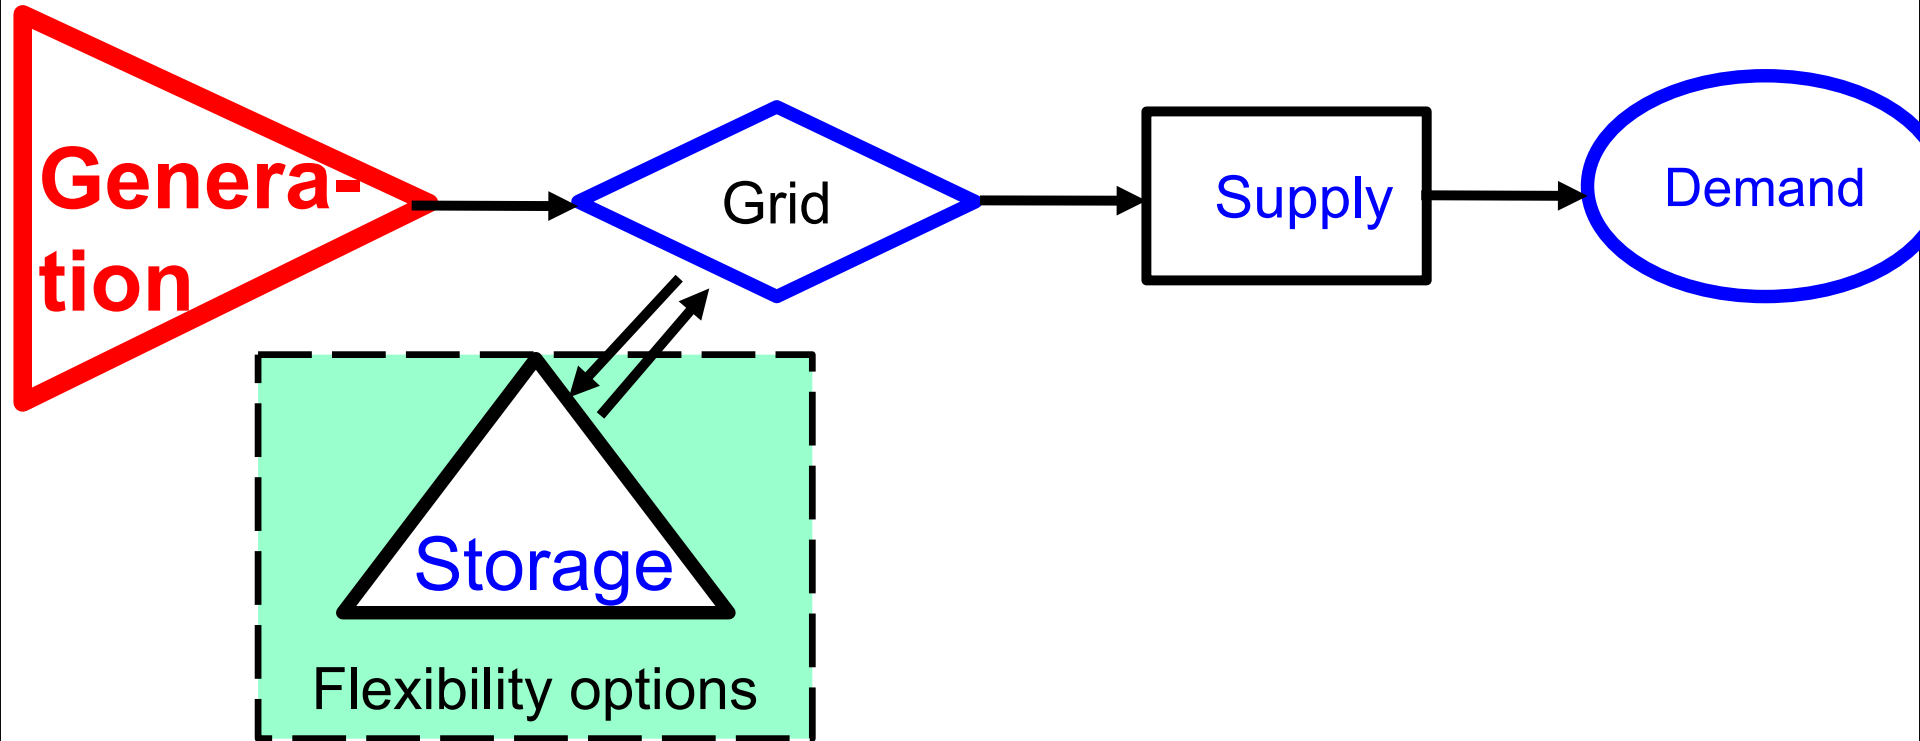 Genera-
tion
Grid
Supply
Demand
Storage
Flexibility options